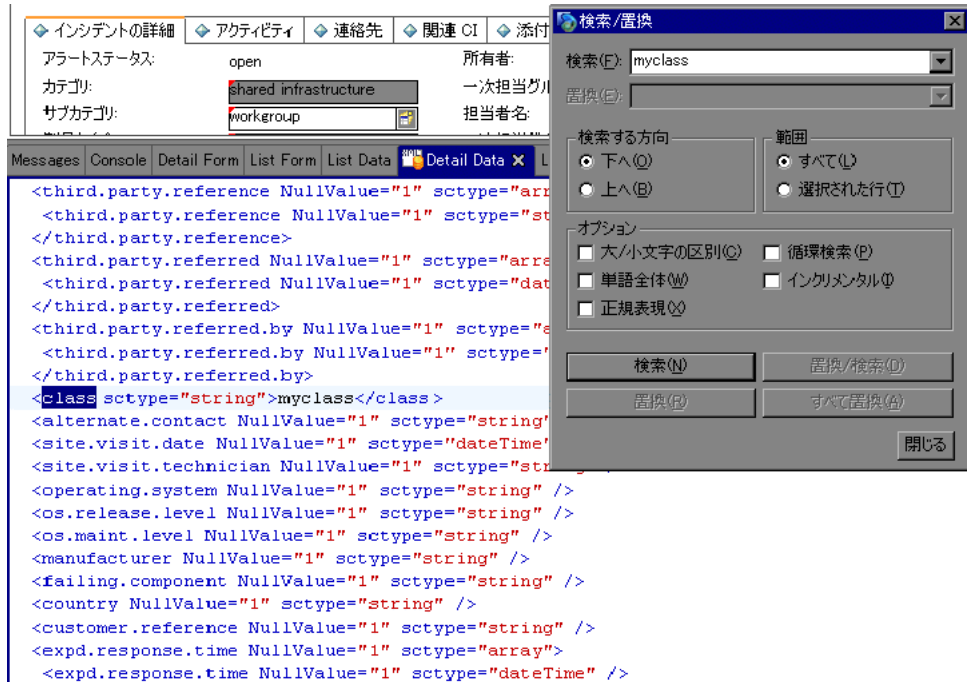 インシデントの詳細 アクティビティ 連絡先 関連 CI 添付
アラートステータス: open 所有者:
カテゴリ: shared infrastructure 一次担当グル
サブカテゴリ: workgroup 担当者名:
Messages Console Detail Form List Form List Data Detail Data L
<third.party.reference NullValue="1" sctype="arr
<third.party.reference NullValue="1" sctype="st
</third.party.reference>
<third.party.referred NullValue="1" sctype="arra
<third.party.referred NullValue="1" sctype="dat
</third.party.referred>
<third.party.referred.by NullValue="1" sctype="a
<third.party.referred.by NullValue="1" sctype="
</third.party.referred.by>
<class sctype="string">myclass</class>
<alternate.contact NullValue="1" sctype="string"
<site.visit.date NullValue="1" sctype="dateTime"
<site.visit.technician NullValue="1" sctype="string" />
<operating.system NullValue="1" sctype="string" />
<os.release.level NullValue="1" sctype="string" />
<os.maint.level NullValue="1" sctype="string" />
<manufacturer NullValue="1" sctype="string" />
<failing.component NullValue="1" sctype="string" />
<country NullValue="1" sctype="string" />
<customer.reference NullValue="1" sctype="string" />
<expd.response.time NullValue="1" sctype="array">
<expd.response.time NullValue="1" sctype="dateTime" />
検索/置換
検索(F): myclass
置換(E):
検索する方向
下へ(O)
上へ(B)
範囲
すべて(L)
選択された行(T)
オプション
大/小文字の区別(C) 循環検索(P)
単語全体(W) インクリメンタル(I)
正規表現(X)
検索(N) 置換/検索(D)
置換(R) すべて置換(A)
閉じる